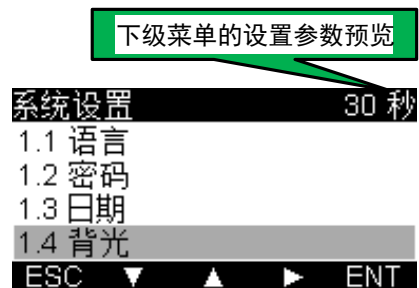 下级菜单的设置参数预览
系统设置 30 秒
1.1 语言
1.2 密码
1.3 日期
1.4 背光
ESC ▼ ▲ ► ENT